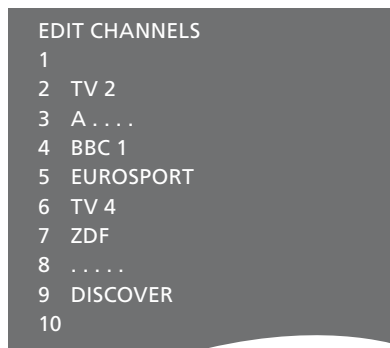 EDIT CHANNELS
1
2 TV 2
3 A . . . .
4 BBC 1
5 EUROSPORT
6 TV 4
7 ZDF
8 . . . . .
9 DISCOVER
10